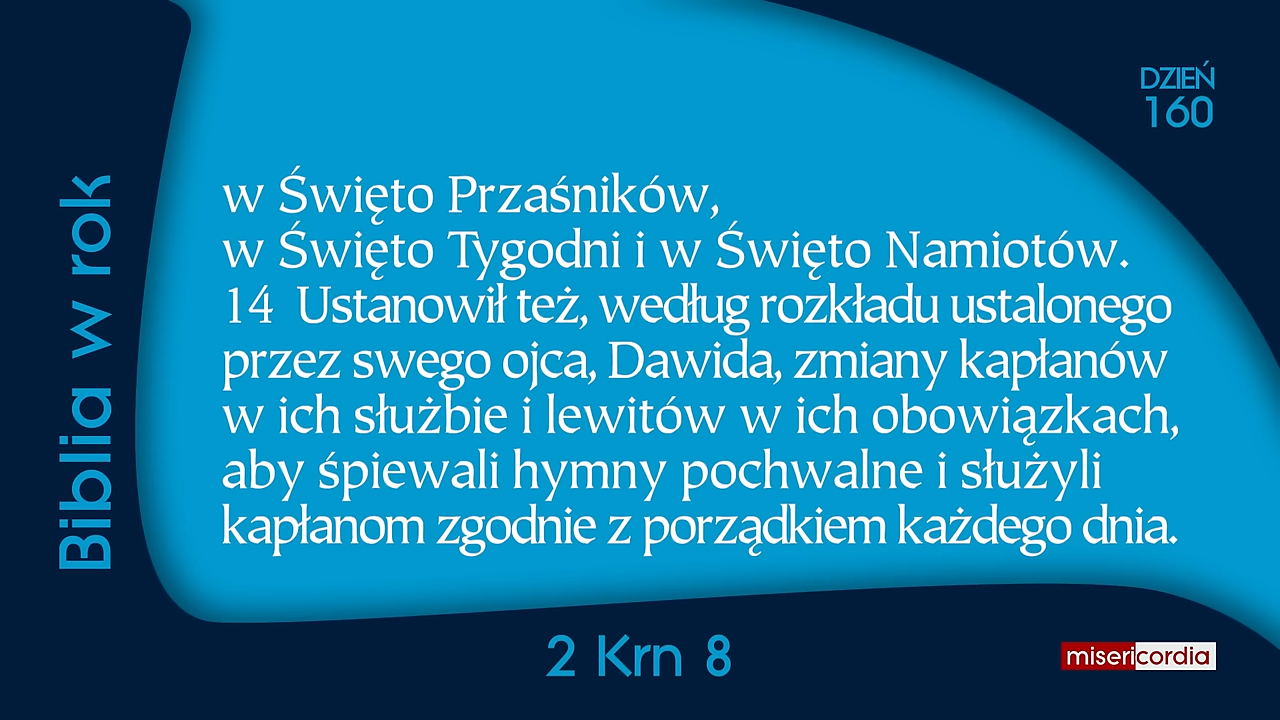 DZIEŃ
160
Biblia w rok
w Święto Przaśników,
w Święto Tygodni i w Święto Namiotów.
14 Ustanowił też, według rozkładu ustalonego
przez swego ojca, Dawida, zmiany kapłanów
w ich służbie i lewitów w ich obowiązkach,
aby śpiewali hymny pochwalne i służyli
kapłanom zgodnie z porządkiem każdego dnia.
2 Krn 8
misericordia